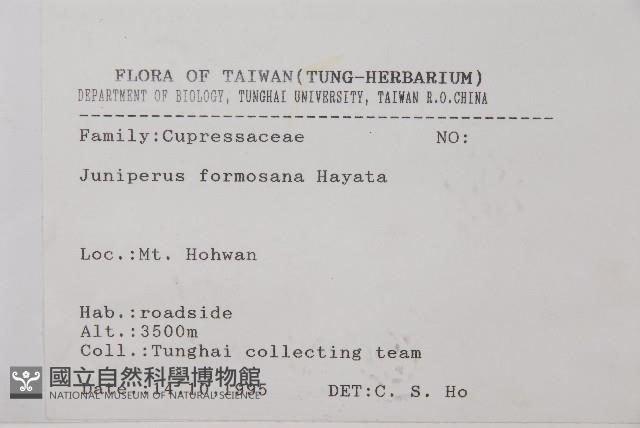 FLORA OF TAIWAN(TUNG-HERBARIUM)
DEPARTMENT OF BIOLOGY, TUNGHAI UNIVERSITY, TAIWAN R.O.CHINA
Family:Cupressaceae NO:
Juniperus formosana Hayata
Loc.:Mt. Hohwan
Hab.:roadside
Alt.:3500m
Coll.:Tunghai collecting team
Date.:14.10.1995 DET:C. S. Ho
國立自然科學博物館
NATIONAL MUSEUM OF NATURAL SCIENCE